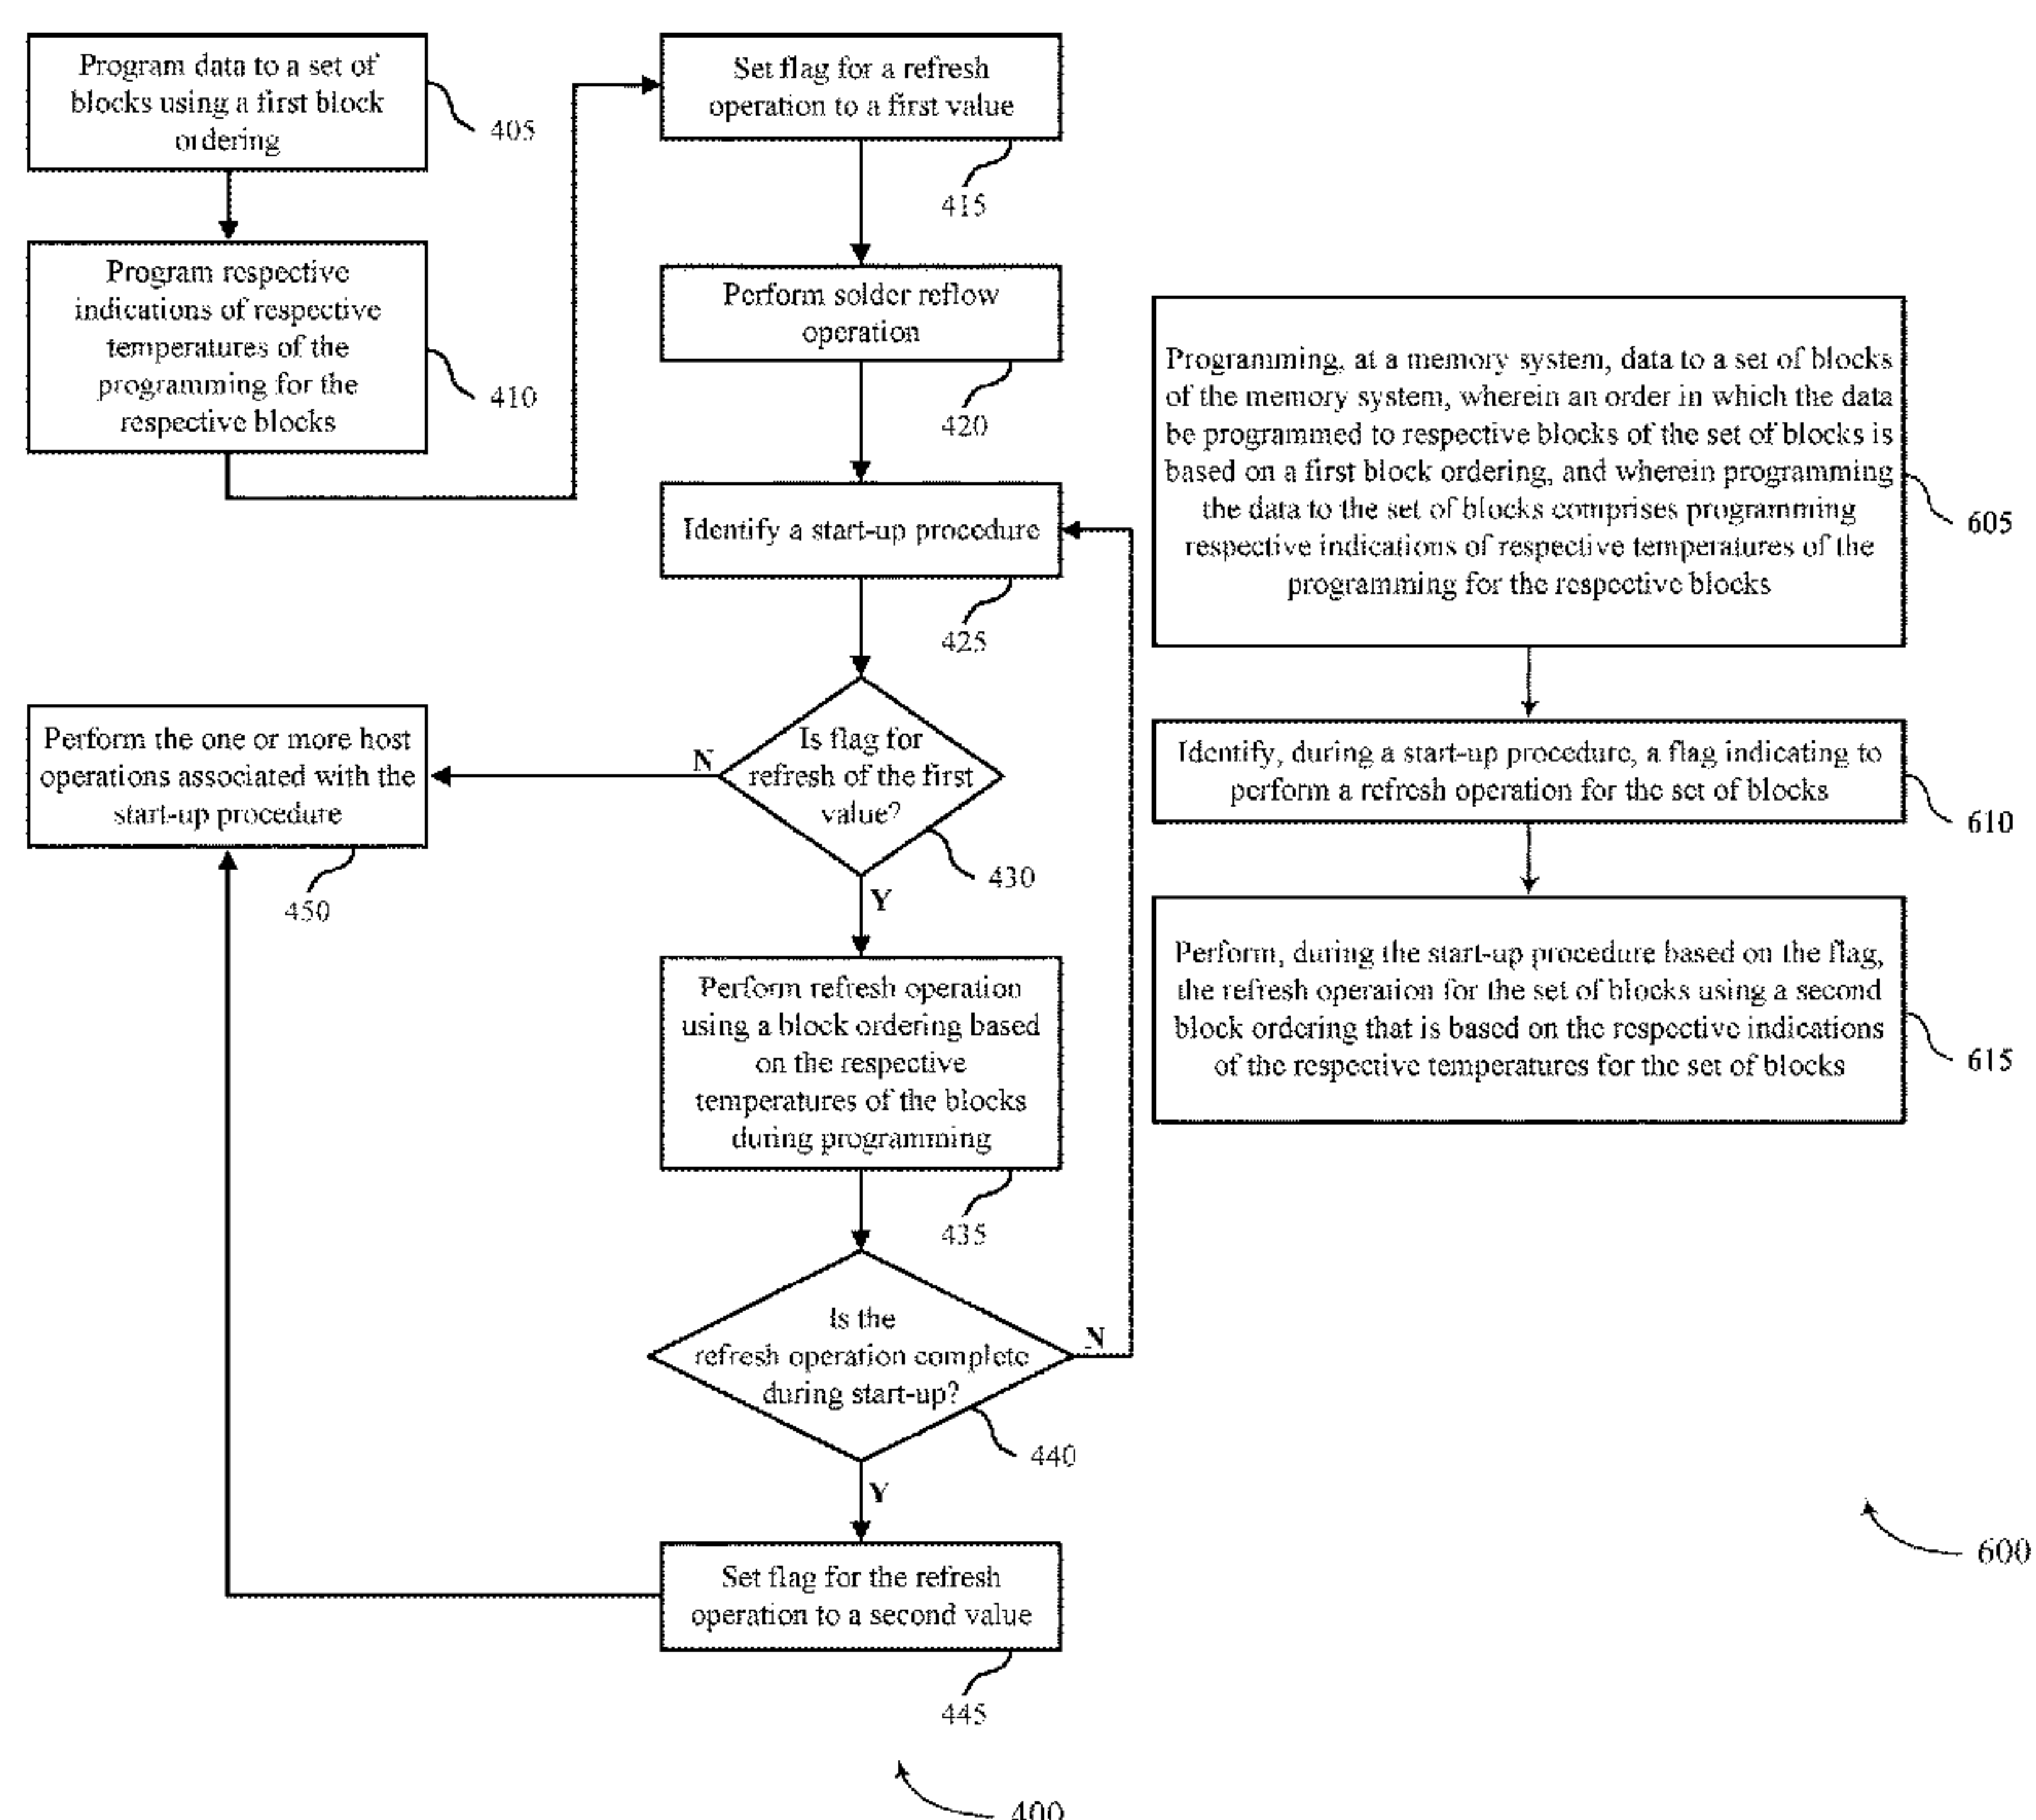 Program data to a set of
blocks using a first block
ordering
405
Program respective
indications of respective
temperatures of the
programming for the
respective blocks
410
Set flag for a refresh
operation to a first value
415
Perform solder reflow
operation
420
Identify a start-up procedure
425
Is flag for
refresh of the first
value?
430
N
Y
Perform the one or more host
operations associated with the
start-up procedure
450
Perform refresh operation
using a block ordering based
on the respective
temperatures of the blocks
during programming
435
Is the
refresh operation complete
during start-up?
440
N
Y
Set flag for the refresh
operation to a second value
445
400
Programming, at a memory system, data to a set of blocks
of the memory system, wherein an order in which the data
be programmed to respective blocks of the set of blocks is
based on a first block ordering, and wherein programming
the data to the set of blocks comprises programming
respective indications of respective temperatures of the
programming for the respective blocks
605
Identify, during a start-up procedure, a flag indicating to
perform a refresh operation for the set of blocks
610
Perform, during the start-up procedure based on the flag,
the refresh operation for the set of blocks using a second
block ordering that is based on the respective indications
of the respective temperatures for the set of blocks
615
600